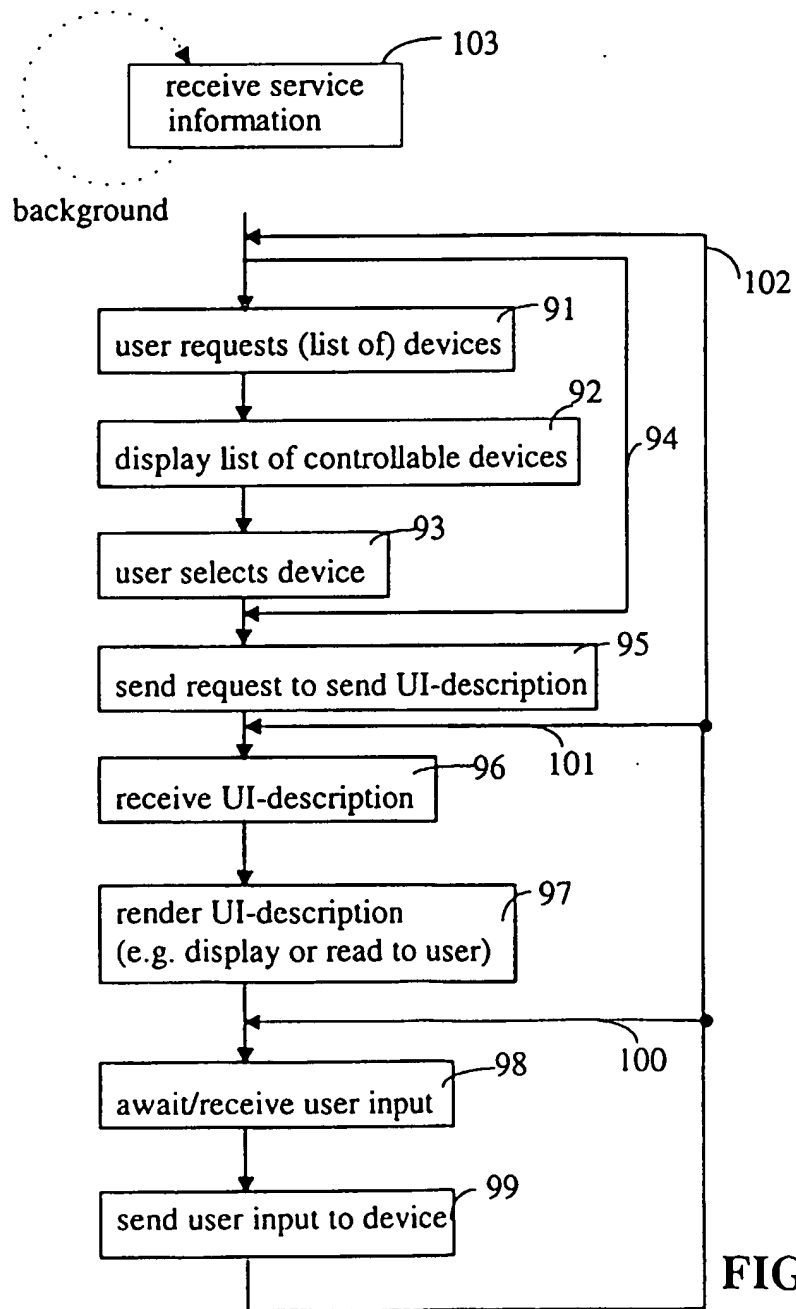 103
receive service
information
background
102
91
user requests (list of) devices
92
display list of controllable devices
94
93
user selects device
95
send request to send UI-description
101
96
receive UI-description
97
render UI-description
(e.g. display or read to user)
100
98
await/receive user input
99
send user input to device
FIG